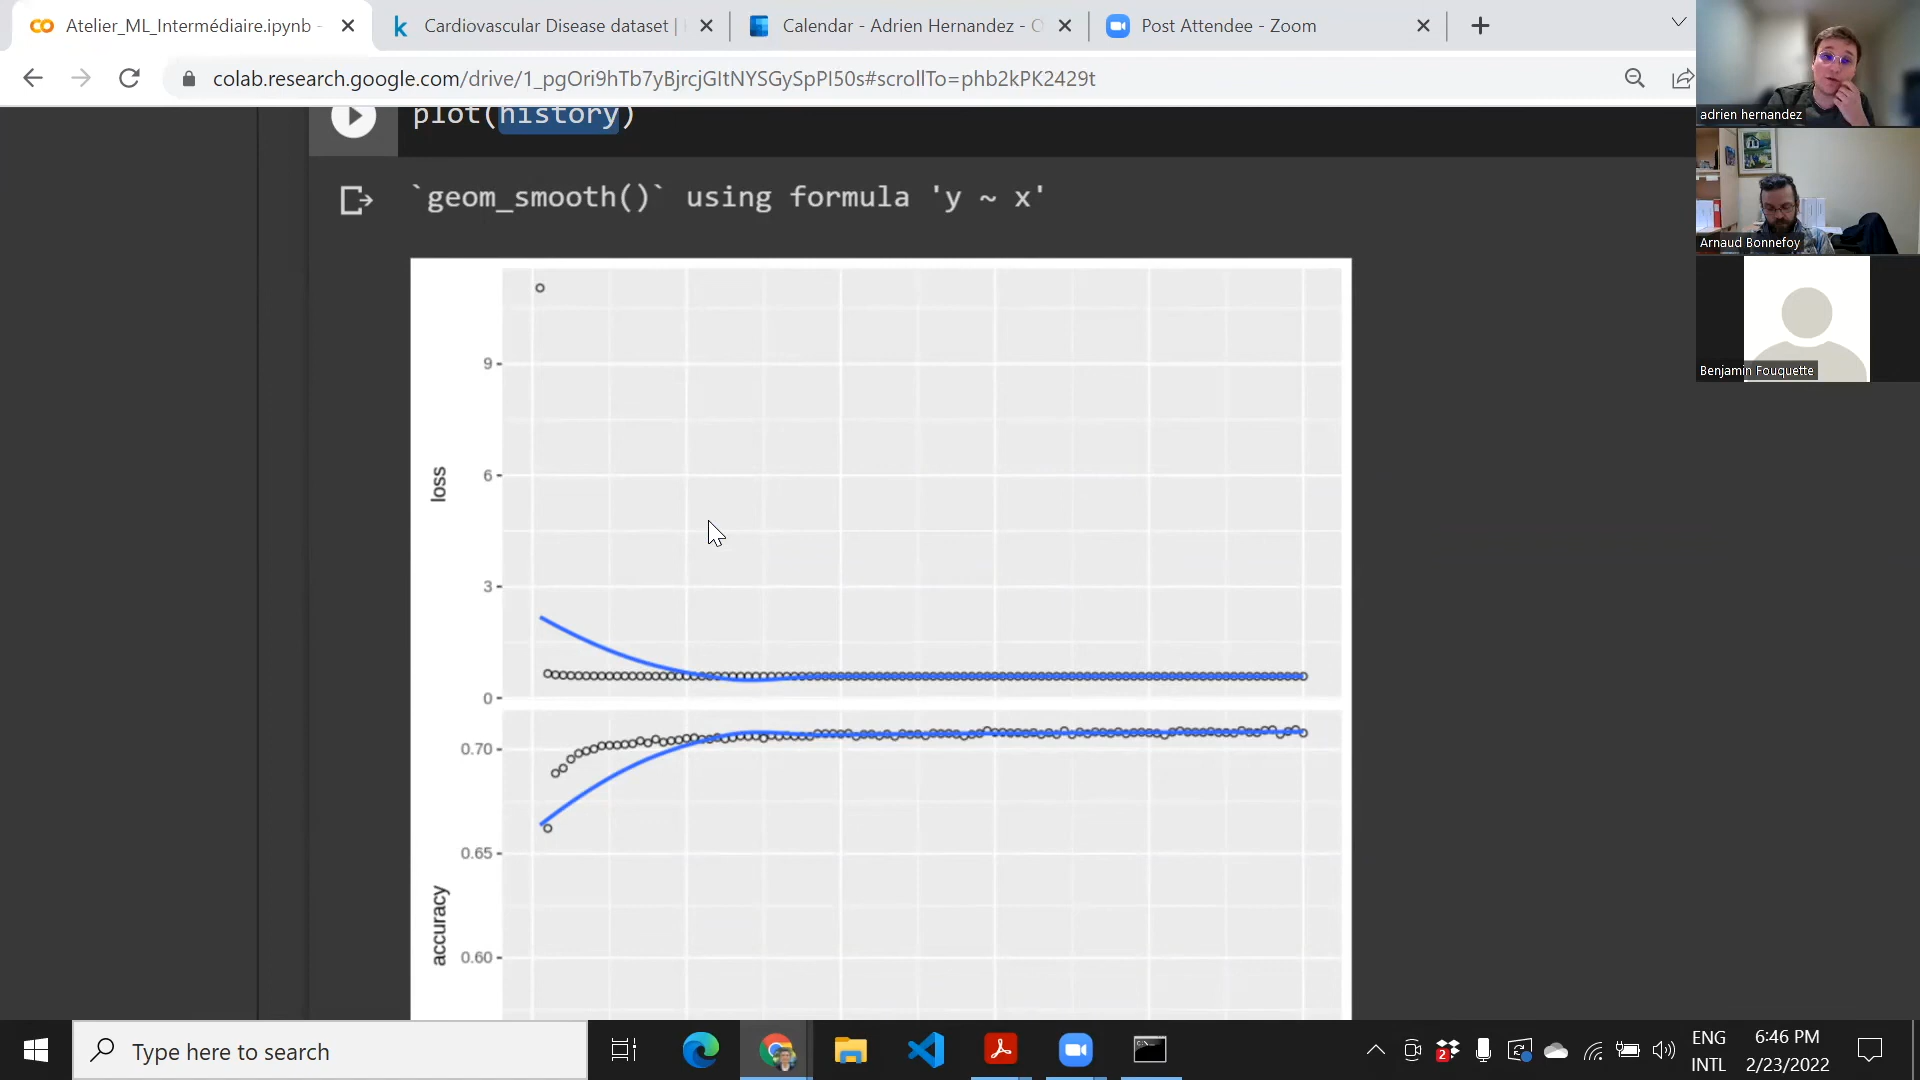 Atelier_ML_Intermédiaire.ipynb -
Cardiovascular Disease dataset |
Calendar - Adrien Hernandez - O
Post Attendee - Zoom
colab.research.google.com/drive/1_pgOri9hTb7yBjrcjGItNYSGySpPI50s#scrollTo=phb2kPK2429t
plot(history)
`geom_smooth()` using formula 'y ~ x'
9
6
3
0
loss
0.70
0.65
0.60
accuracy
adrien hernandez
Arnaud Bonnefoy
Benjamin Fouquette
Type here to search
2
ENG
INTL
6:46 PM
2/23/2022